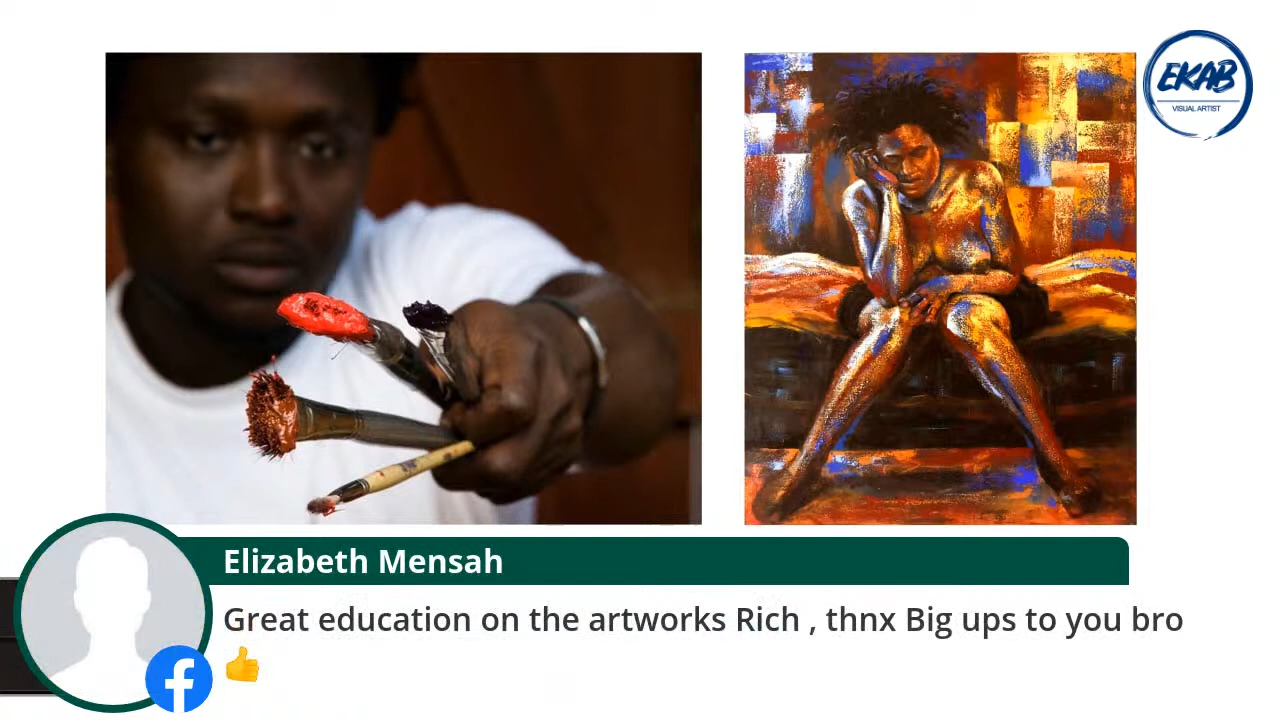 EKAB
VISUAL ARTIST
Elizabeth Mensah
Great education on the artworks Rich , thnx Big ups to you bro
👍